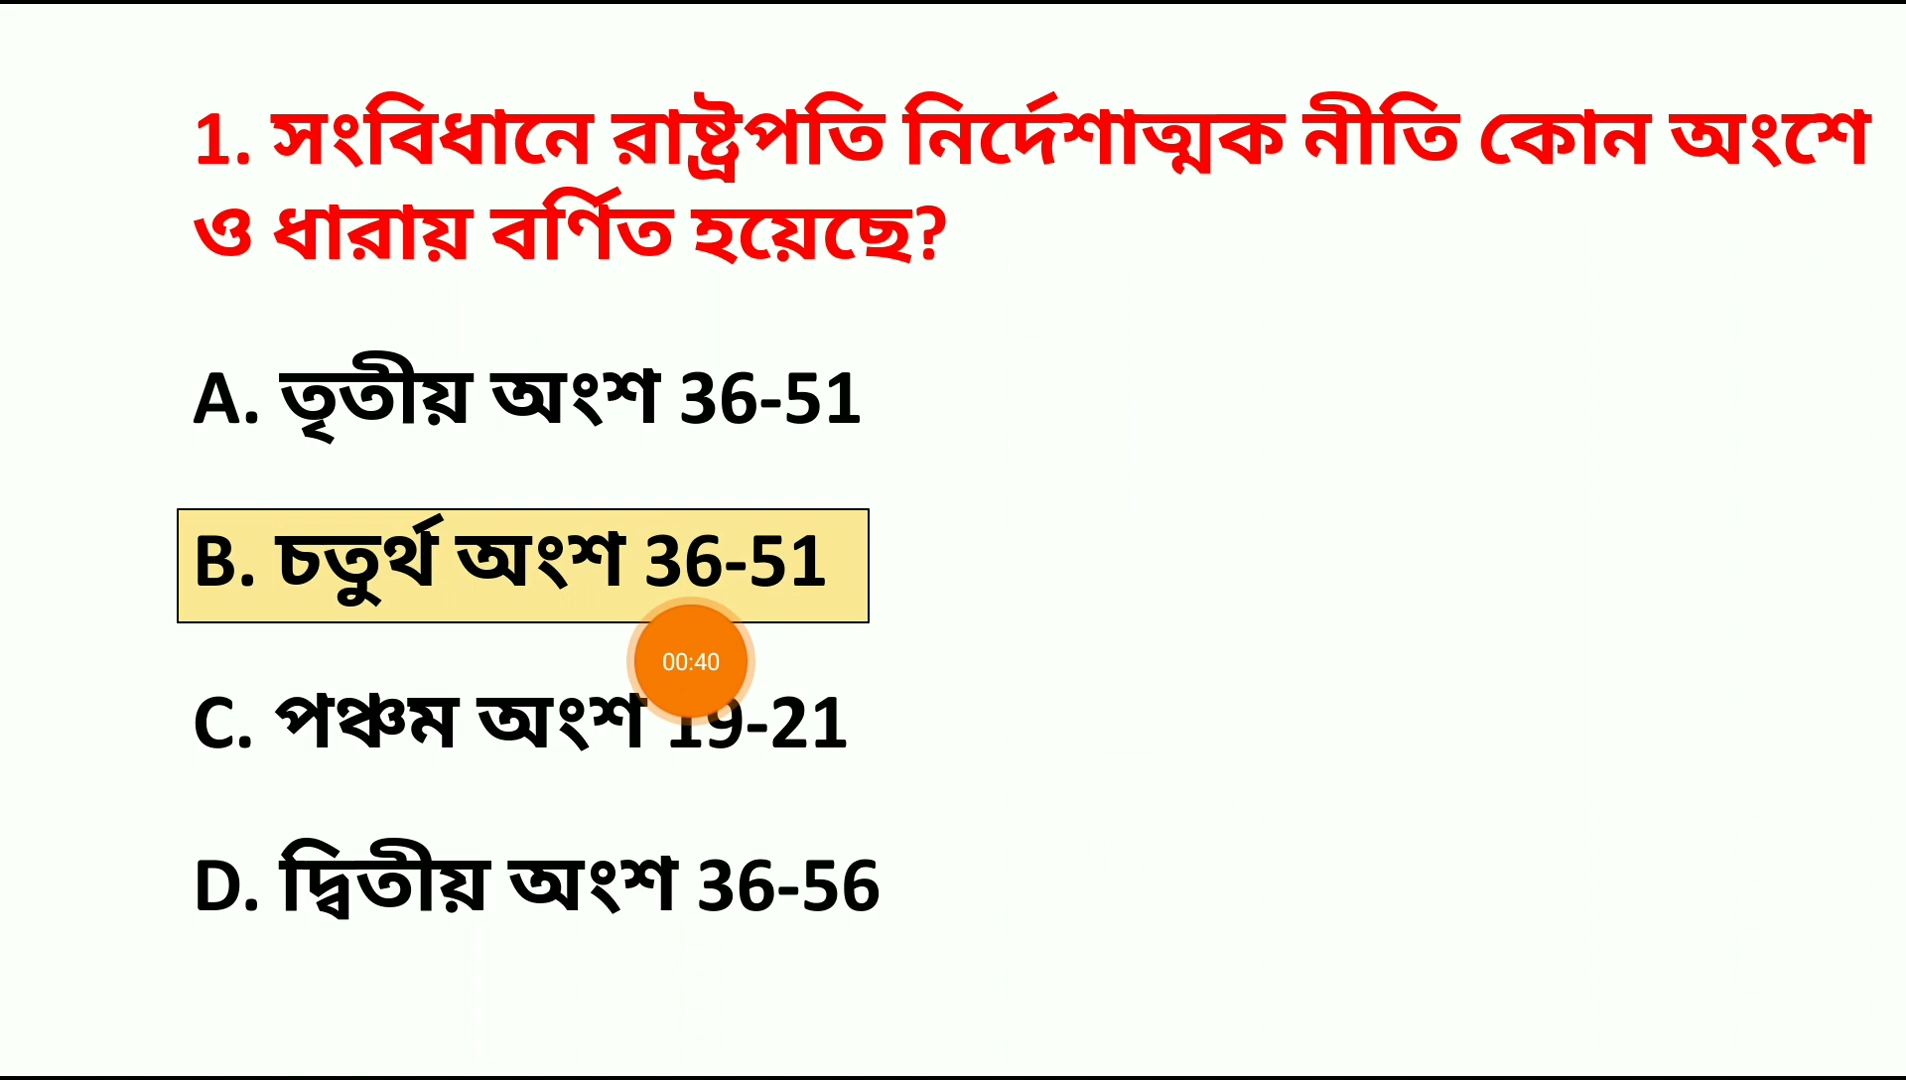 1. সংবিধানে রাষ্ট্রপতি নির্দেশাত্মক নীতি কোন অংশে
ও ধারায় বর্ণিত হয়েছে?
A. তৃতীয় অংশ 36-51
B. চতুর্থ অংশ 36-51
00:40
C. পঞ্চম অংশ 19-21
D. দ্বিতীয় অংশ 36-56